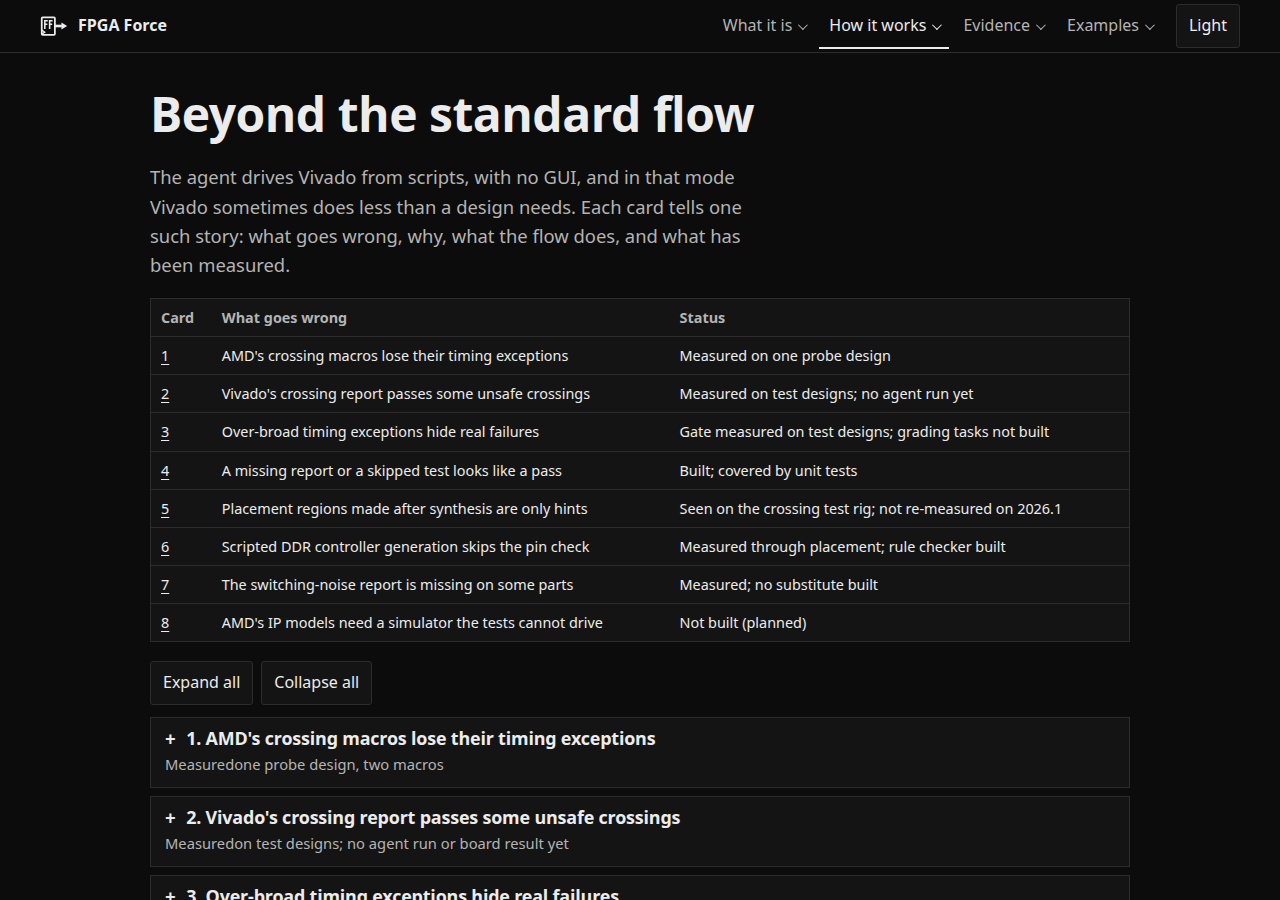 FF FPGA Force What it is How it works Evidence Examples Light
Beyond the standard flow
The agent drives Vivado from scripts, with no GUI, and in that mode
Vivado sometimes does less than a design needs. Each card tells one
such story: what goes wrong, why, what the flow does, and what has
been measured.
Card What goes wrong Status
1 AMD's crossing macros lose their timing exceptions Measured on one probe design
2 Vivado's crossing report passes some unsafe crossings Measured on test designs; no agent run yet
3 Over-broad timing exceptions hide real failures Gate measured on test designs; grading tasks not built
4 A missing report or a skipped test looks like a pass Built; covered by unit tests
5 Placement regions made after synthesis are only hints Seen on the crossing test rig; not re-measured on 2026.1
6 Scripted DDR controller generation skips the pin check Measured through placement; rule checker built
7 The switching-noise report is missing on some parts Measured; no substitute built
8 AMD's IP models need a simulator the tests cannot drive Not built (planned)
Expand all Collapse all
+ 1. AMD's crossing macros lose their timing exceptions
Measuredone probe design, two macros
+ 2. Vivado's crossing report passes some unsafe crossings
Measuredon test designs; no agent run or board result yet
+ 3. Over-broad timing exceptions hide real failures